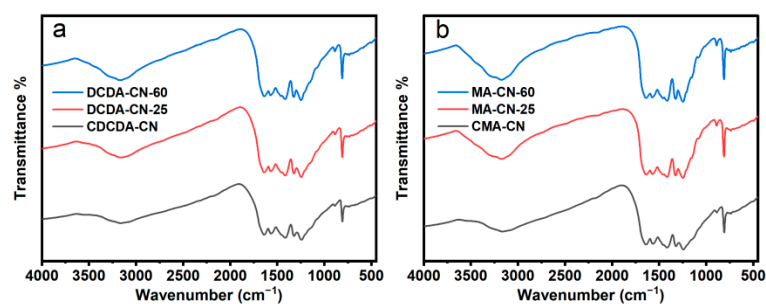 a
Transmittance %
DCDA-CN-60
DCDA-CN-25
CDCDA-CN
4000 3500 3000 2500 2000 1500 1000 500
Wavenumber (cm⁻¹)
b
Transmittance %
MA-CN-60
MA-CN-25
CMA-CN
4000 3500 3000 2500 2000 1500 1000 500
Wavenumber (cm⁻¹)